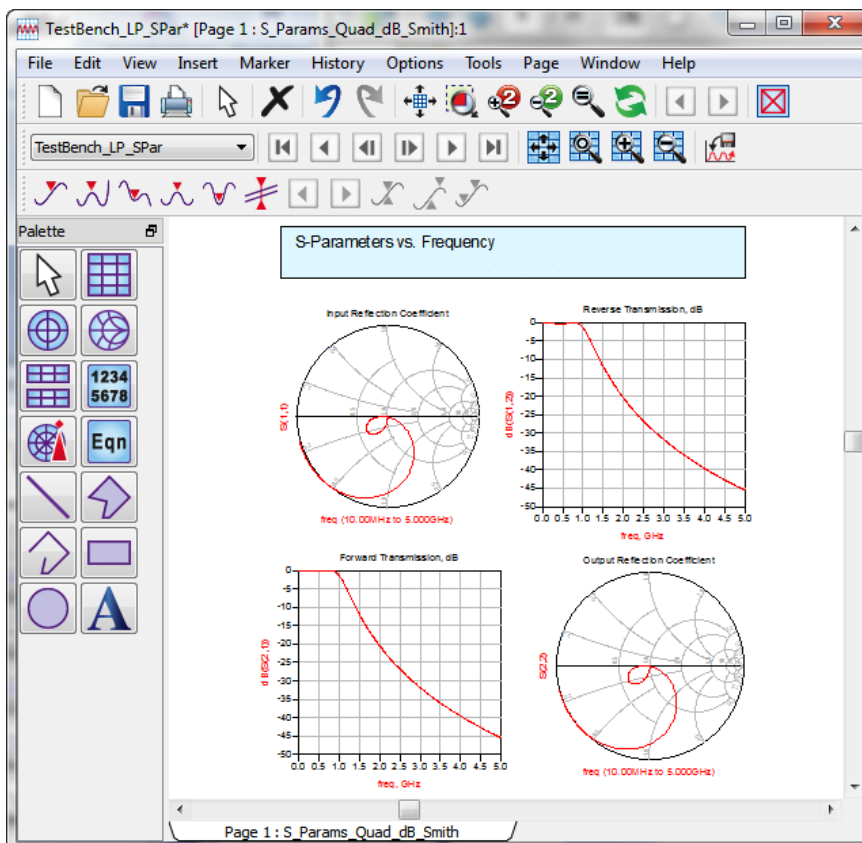 TestBench_LP_SPar* [Page 1 : S_Params_Quad_dB_Smith]:1
File Edit View Insert Marker History Options Tools Page Window Help
2 2
TestBench_LP_SPar
Palette
1234
5678
Eqn
A
S-Parameters vs. Frequency
Input Reflection Coefficient
S(1,1)
freq (10.00MHz to 5.000GHz)
Reverse Transmission, dB
dB(S(1,2))
0
-5
-10
-15
-20
-25
-30
-35
-40
-45
-50
0.0 0.5 1.0 1.5 2.0 2.5 3.0 3.5 4.0 4.5 5.0
freq, GHz
Forward Transmission, dB
dB(S(2,1))
0
-5
-10
-15
-20
-25
-30
-35
-40
-45
-50
0.0 0.5 1.0 1.5 2.0 2.5 3.0 3.5 4.0 4.5 5.0
freq, GHz
Output Reflection Coefficient
S(2,2)
freq (10.00MHz to 5.000GHz)
Page 1 : S_Params_Quad_dB_Smith